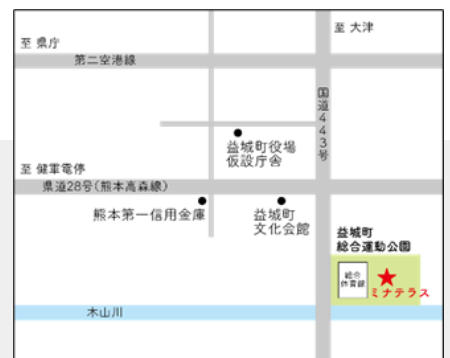 至 大津
至 県庁
第二空港線
国道443号
益城町役場
仮設庁舎
至 健軍電停
県道28号(熊本高森線)
熊本第一信用金庫
益城町
文化会館
益城町
総合運動公園
総合
体育館
ミナテラス
木山川